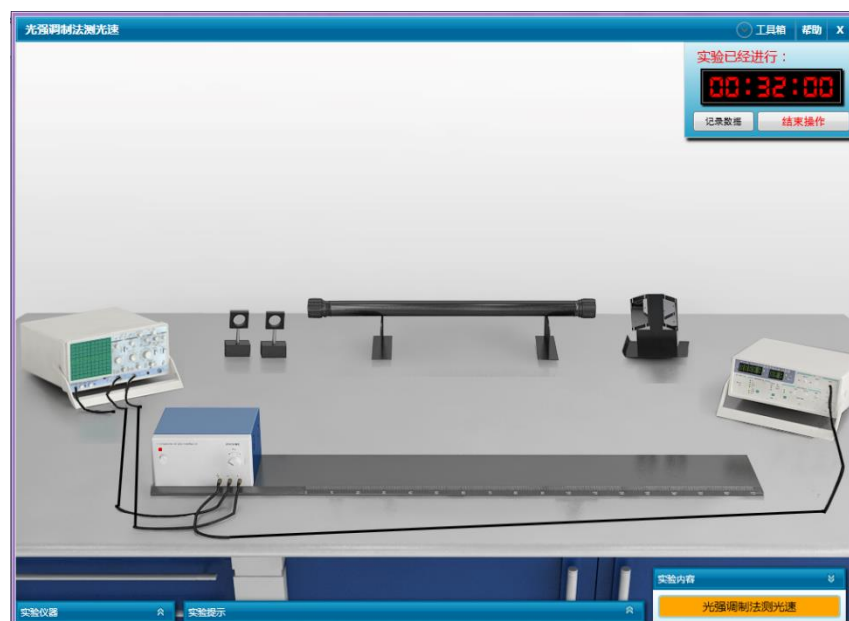 光强调制法测光速
工具箱 帮助 X
实验已经进行：
00:32:00
记录数据 结束操作
实验内容
光强调制法测光速
实验仪器 实验提示